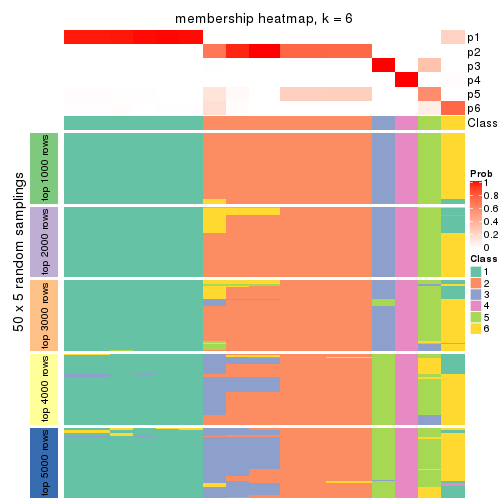 membership heatmap, k = 6
p1
p2
p3
p4
p5
p6
Class
50 x 5 random samplings
top 1000 rows
top 2000 rows
top 3000 rows
top 4000 rows
top 5000 rows
Prob
1
0.8
0.6
0.4
0.2
0
Class
1
2
3
4
5
6